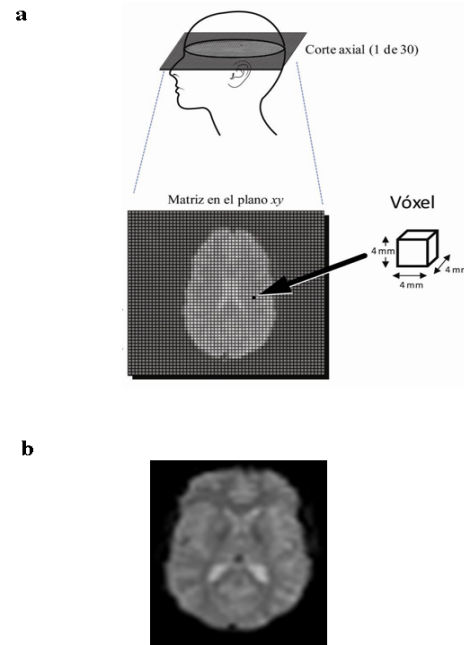 a
Corte axial (1 de 30)
Matriz en el plano xy
Vóxel
4 mm
4 mm
4 mm
b